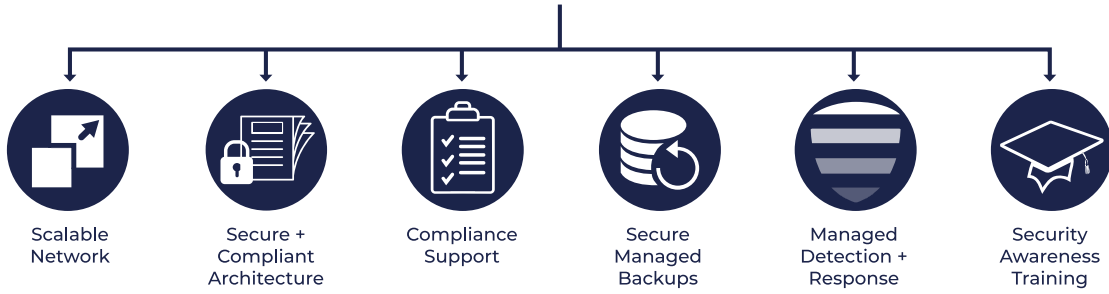 Scalable
Network
Secure +
Compliant
Architecture
Compliance
Support
Secure
Managed
Backups
Managed
Detection +
Response
Security
Awareness
Training